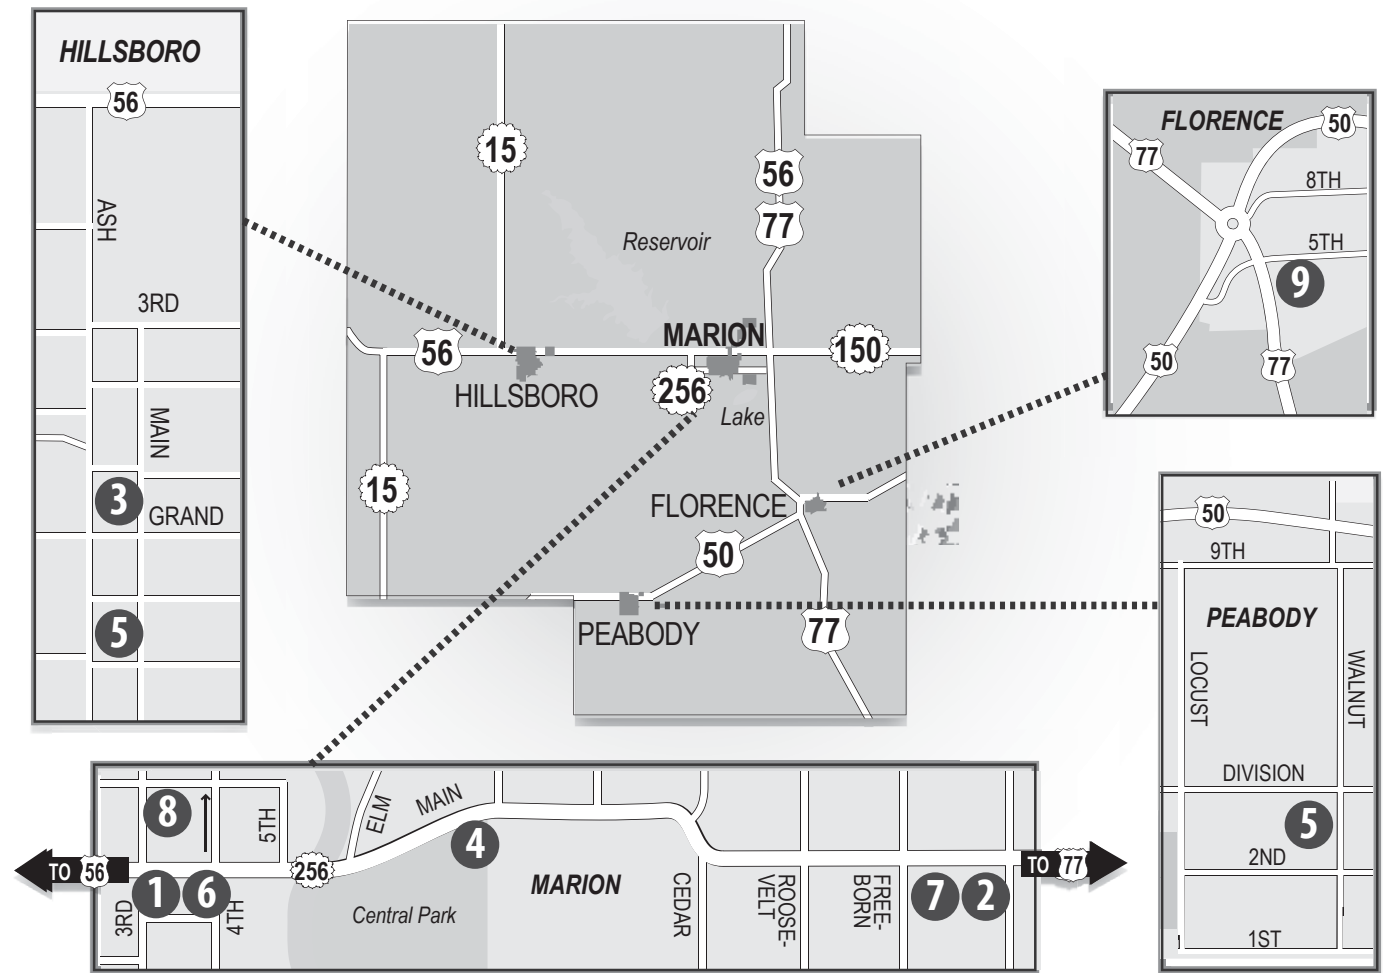 HILLSBORO
56
ASH
3RD
MAIN
3
GRAND
5
15
56
77
Reservoir
MARION
56
150
HILLSBORO
256
Lake
15
FLORENCE
50
PEABODY
77
FLORENCE
50
77
8TH
5TH
9
50
77
50
9TH
PEABODY
LOCUST
WALNUT
DIVISION
5
2ND
1ST
8
5TH
ELM
MAIN
4
TO 56
256
TO 77
1
6
MARION
7
2
3RD
4TH
Central Park
CEDAR
ROOSE-
VELT
FREE-
BORN